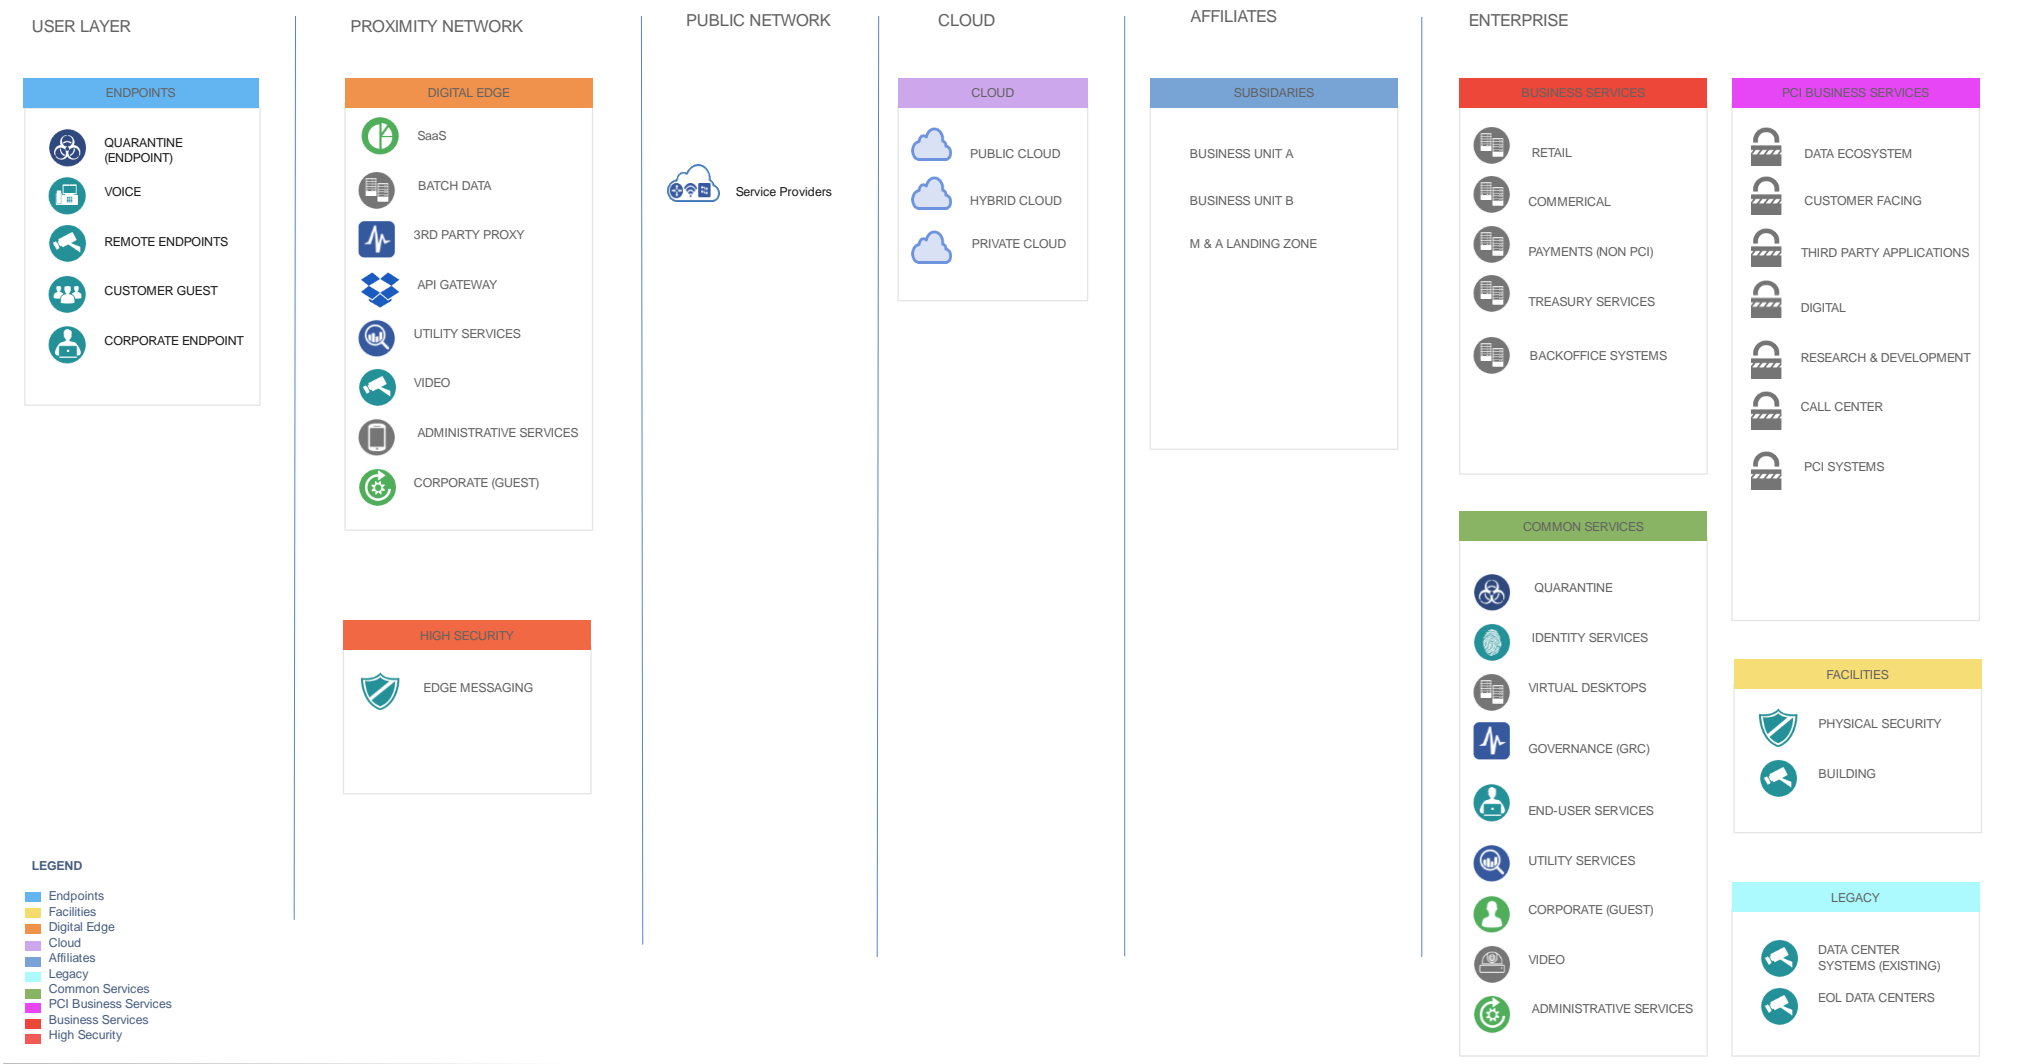 USER LAYER
PROXIMITY NETWORK
PUBLIC NETWORK
CLOUD
AFFILIATES
ENTERPRISE
ENDPOINTS
QUARANTINE
(ENDPOINT)
VOICE
REMOTE ENDPOINTS
CUSTOMER GUEST
CORPORATE ENDPOINT
DIGITAL EDGE
SaaS
BATCH DATA
3RD PARTY PROXY
API GATEWAY
UTILITY SERVICES
VIDEO
ADMINISTRATIVE SERVICES
CORPORATE (GUEST)
HIGH SECURITY
EDGE MESSAGING
Service Providers
CLOUD
PUBLIC CLOUD
HYBRID CLOUD
PRIVATE CLOUD
SUBSIDARIES
BUSINESS UNIT A
BUSINESS UNIT B
M & A LANDING ZONE
BUSINESS SERVICES
RETAIL
COMMERICAL
PAYMENTS (NON PCI)
TREASURY SERVICES
BACKOFFICE SYSTEMS
COMMON SERVICES
QUARANTINE
IDENTITY SERVICES
VIRTUAL DESKTOPS
GOVERNANCE (GRC)
END-USER SERVICES
UTILITY SERVICES
CORPORATE (GUEST)
VIDEO
ADMINISTRATIVE SERVICES
PCI BUSINESS SERVICES
DATA ECOSYSTEM
CUSTOMER FACING
THIRD PARTY APPLICATIONS
DIGITAL
RESEARCH & DEVELOPMENT
CALL CENTER
PCI SYSTEMS
FACILITIES
PHYSICAL SECURITY
BUILDING
LEGACY
DATA CENTER
SYSTEMS (EXISTING)
EOL DATA CENTERS
LEGEND
Endpoints
Facilities
Digital Edge
Cloud
Affiliates
Legacy
Common Services
PCI Business Services
Business Services
High Security